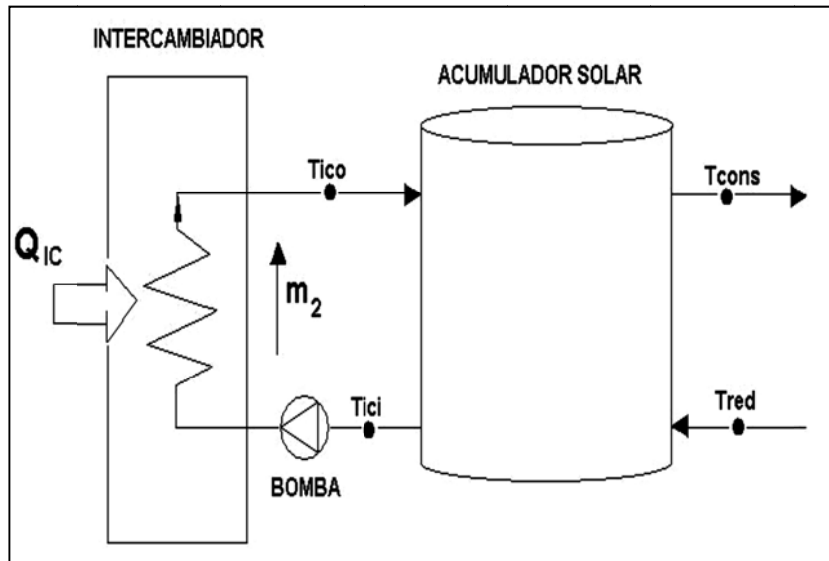 INTERCAMBIADOR
ACUMULADOR SOLAR
Tico
Tcons
QIC
m2
Tici
Tred
BOMBA